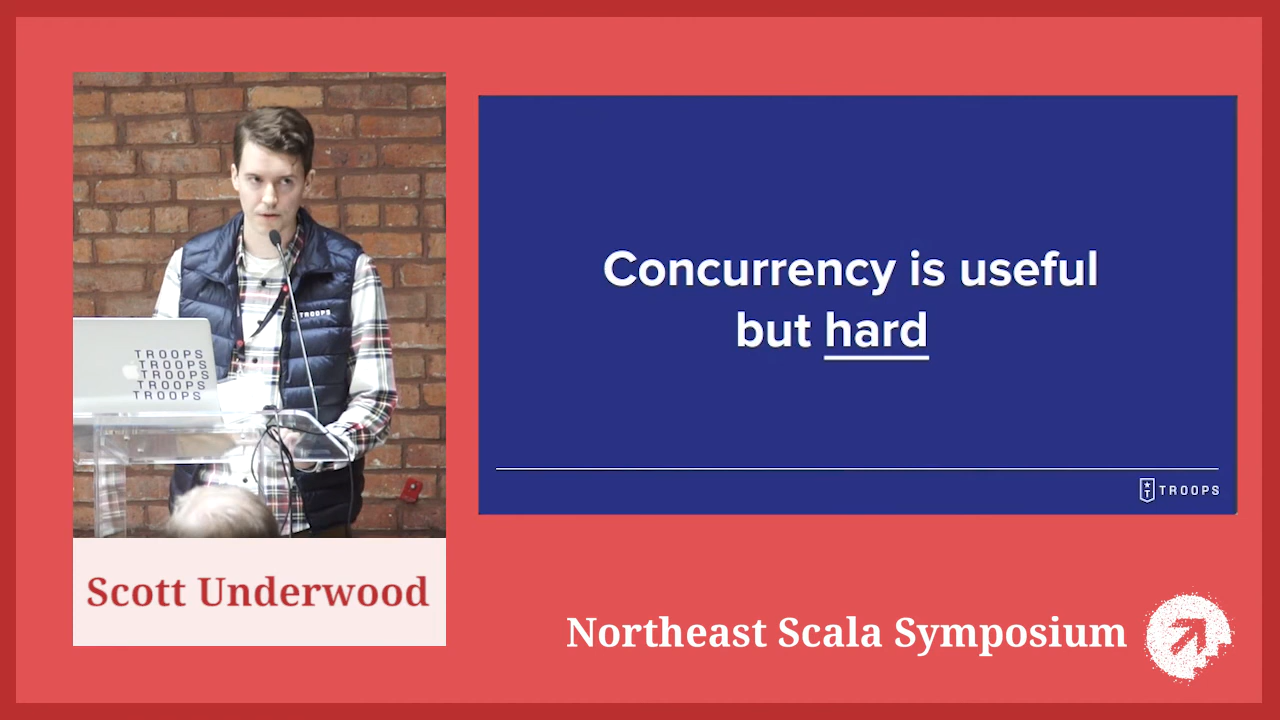 TROOPS
TROOPS
TROOPS
TROOPS
TROOPS
TROOPS
Scott Underwood
Concurrency is useful
but hard
T TROOPS
Northeast Scala Symposium